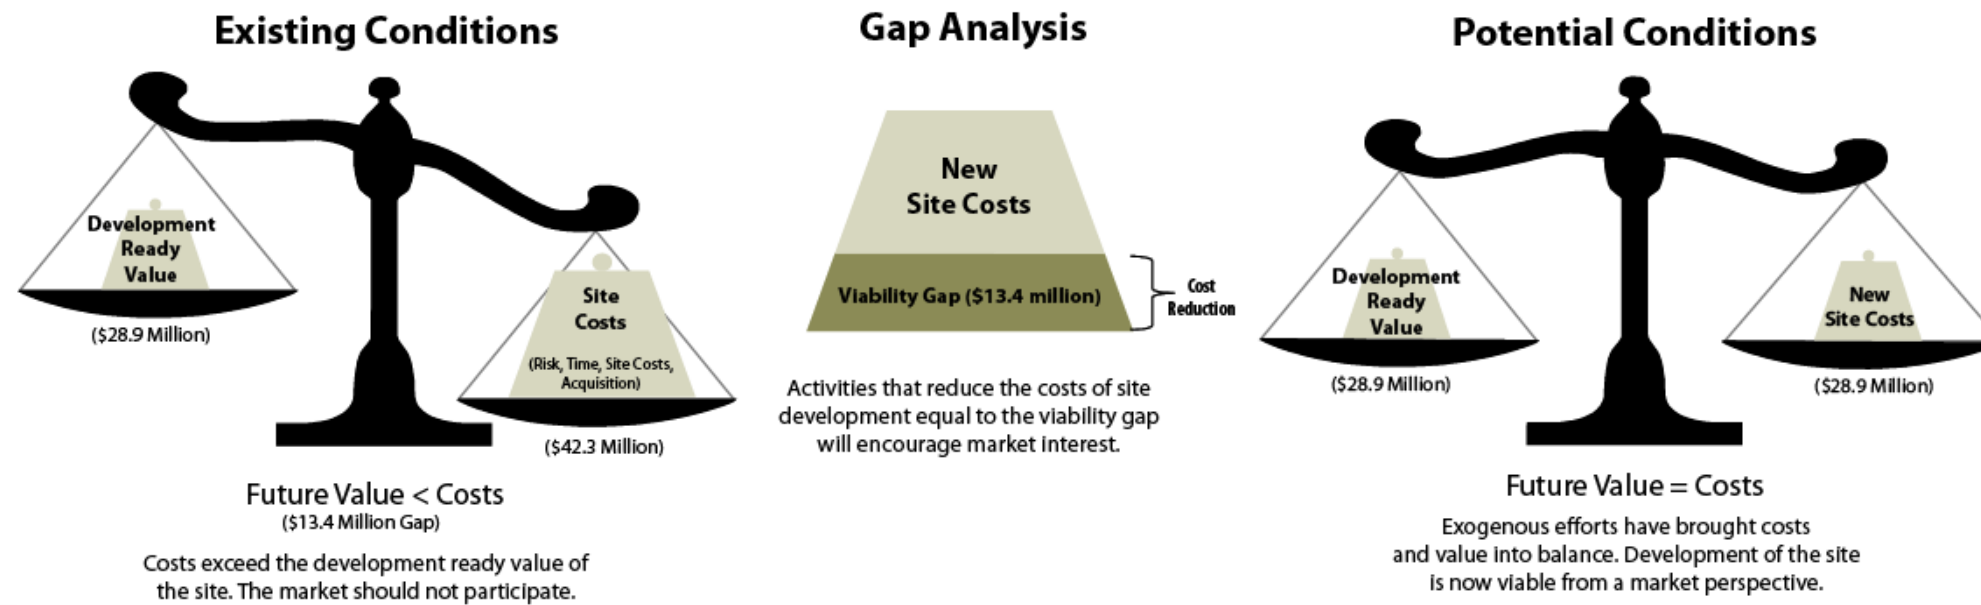 Existing Conditions
Development
Ready
Value
($28.9 Million)
Site
Costs
(Risk, Time, Site Costs,
Acquisition)
($42.3 Million)
Future Value < Costs
($13.4 Million Gap)
Costs exceed the development ready value of
the site. The market should not participate.
Gap Analysis
New
Site Costs
Viability Gap ($13.4 million)
Cost
Reduction
Activities that reduce the costs of site
development equal to the viability gap
will encourage market interest.
Potential Conditions
Development
Ready
Value
($28.9 Million)
New
Site Costs
($28.9 Million)
Future Value = Costs
Exogenous efforts have brought costs
and value into balance. Development of the site
is now viable from a market perspective.